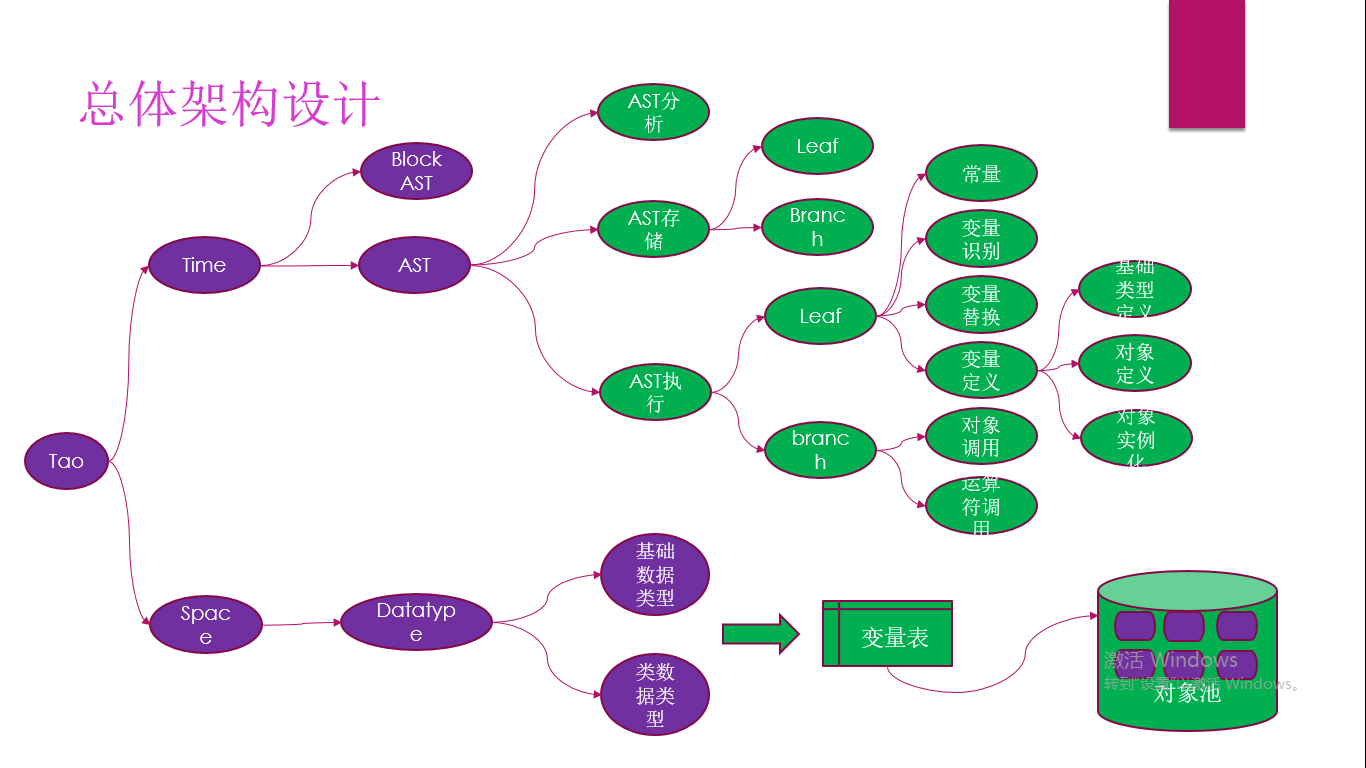 总体架构设计
AST分
析
Block
AST
Leaf
常量
AST存
储
Branc
h
变量
识别
Time
AST
基础
类型
定义
变量
替换
Leaf
变量
定义
对象
定义
AST执
行
对象
调用
对象
实例
化
branc
h
Tao
运算
符调
用
基础
数据
类型
Spac
e
Datatyp
e
变量表
类数
据类
型
激活 Windows
转到"设置"以激活 Windows。
对象池